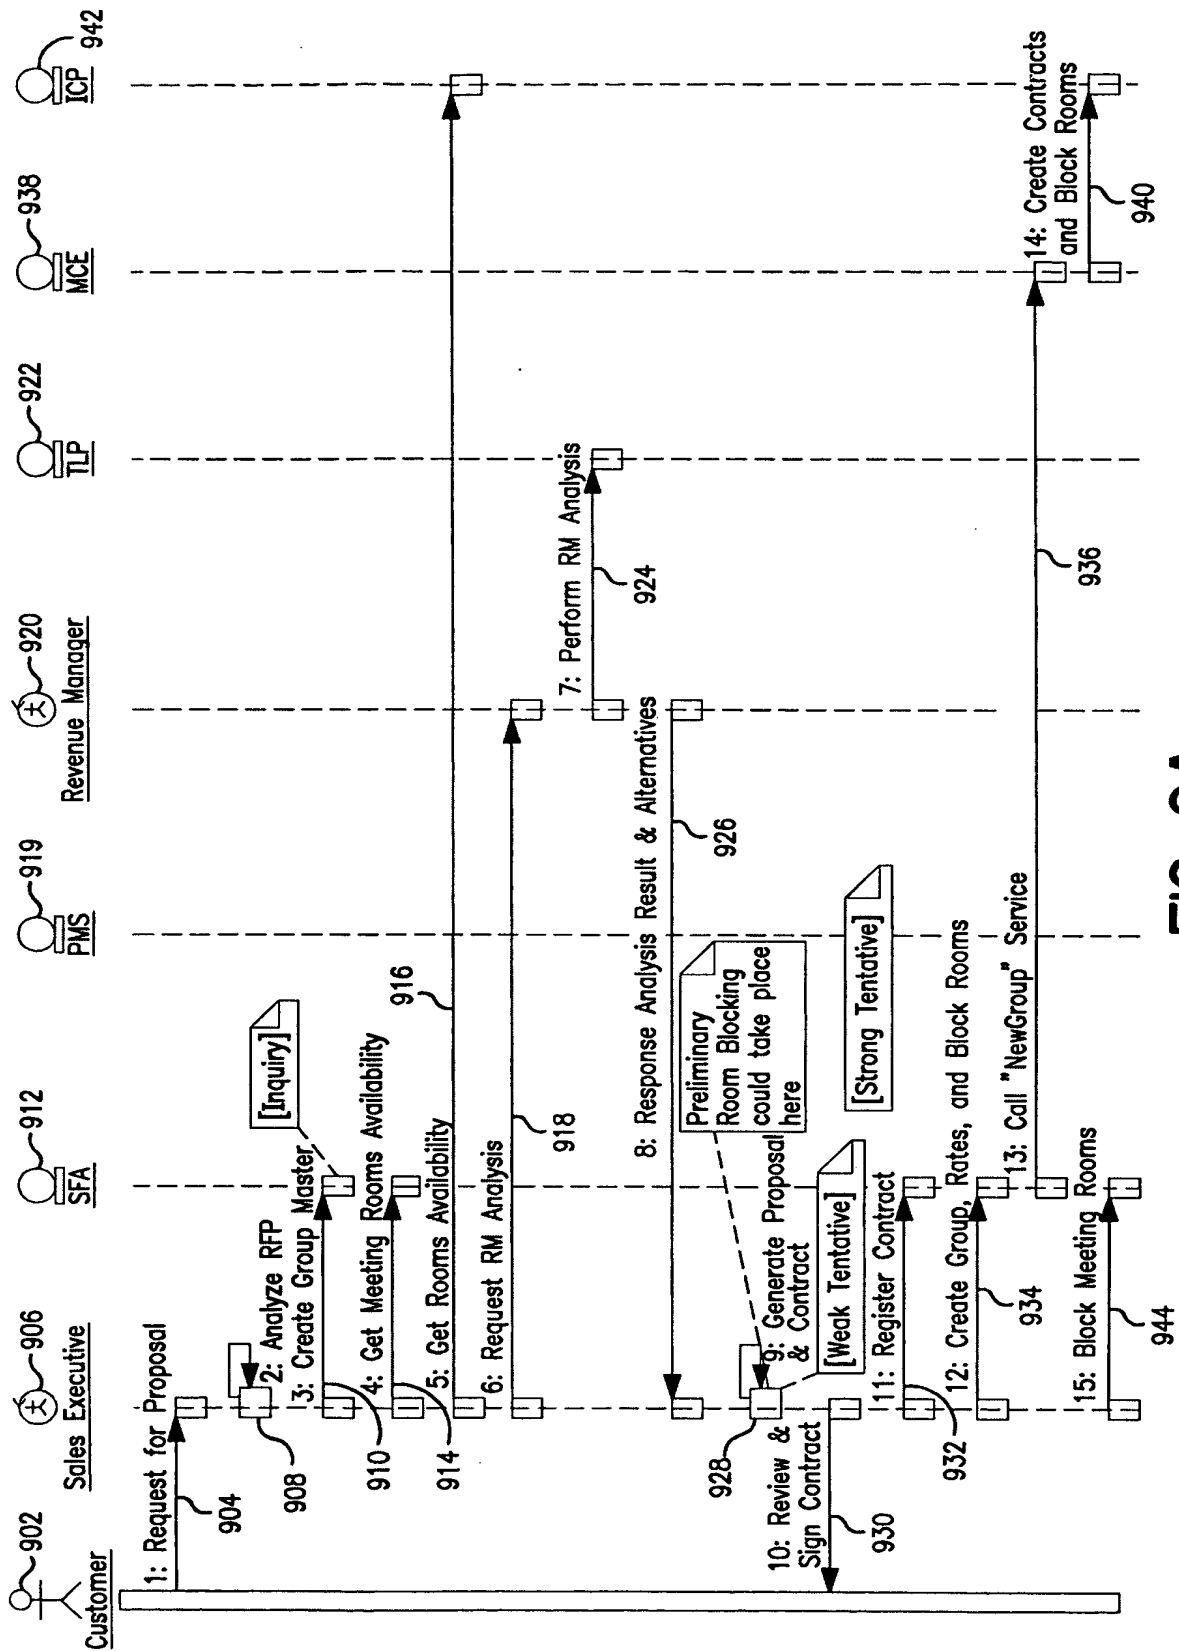 902
Customer
906
Sales Executive
912
SFA
919
PMS
920
Revenue Manager
922
TLP
938
MCE
942
ICP
1: Request for Proposal
904
2: Analyze RFP
908
3: Create Group Master
910
[Inquiry]
4: Get Meeting Rooms Availability
914
5: Get Rooms Availability
916
6: Request RM Analysis
918
7: Perform RM Analysis
924
8: Response Analysis Result & Alternatives
926
Preliminary
Room Blocking
could take place
here
9: Generate Proposal
& Contract
928
[Weak Tentative]
10: Review &
Sign Contract
930
[Strong Tentative]
11: Register Contract
932
12: Create Group, Rates, and Block Rooms
934
13: Call "NewGroup" Service
936
14: Create Contracts
and Block Rooms
940
15: Block Meeting Rooms
944